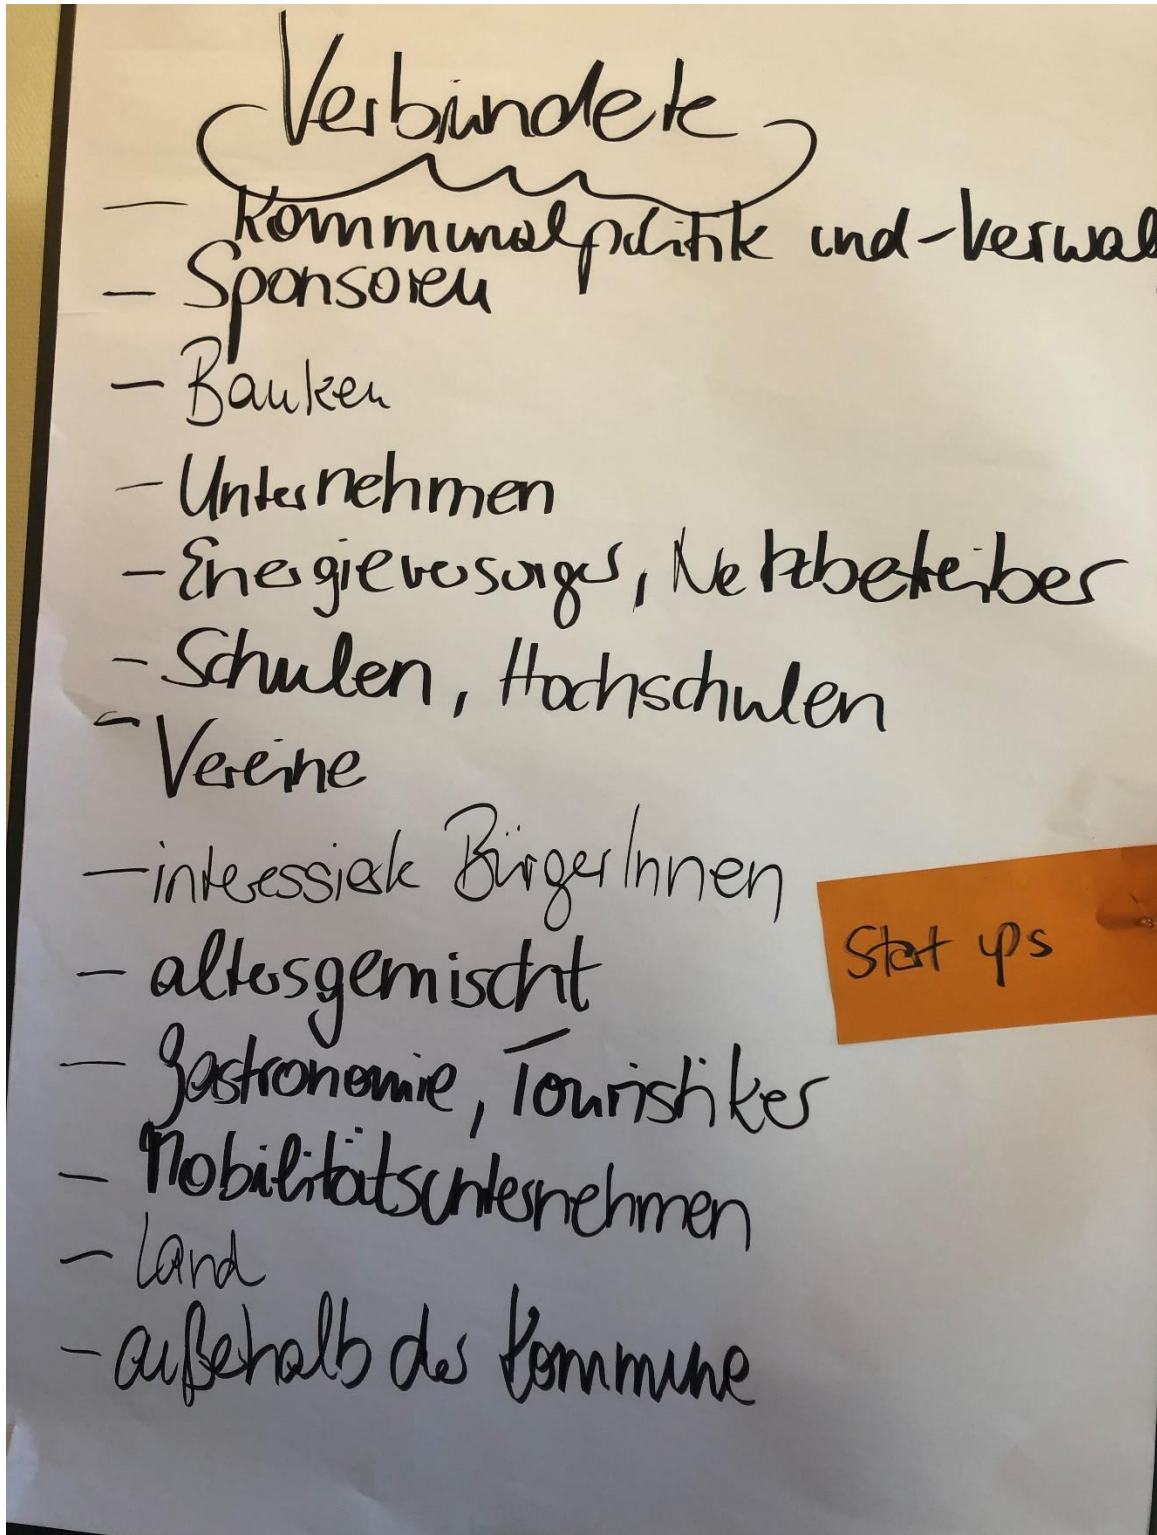 Verbündete
- Kommunalpolitik und -Verwal
- Sponsoren
- Banken
- Unternehmen
- Energieversorger, Netzbetreiber
- Schulen, Hochschulen
- Vereine
- interessierte BürgerInnen
- altersgemischt
Start ups
- Gastronomie, Touristiker
- Mobilitätsunternehmen
- Land
- außerhalb der Kommune